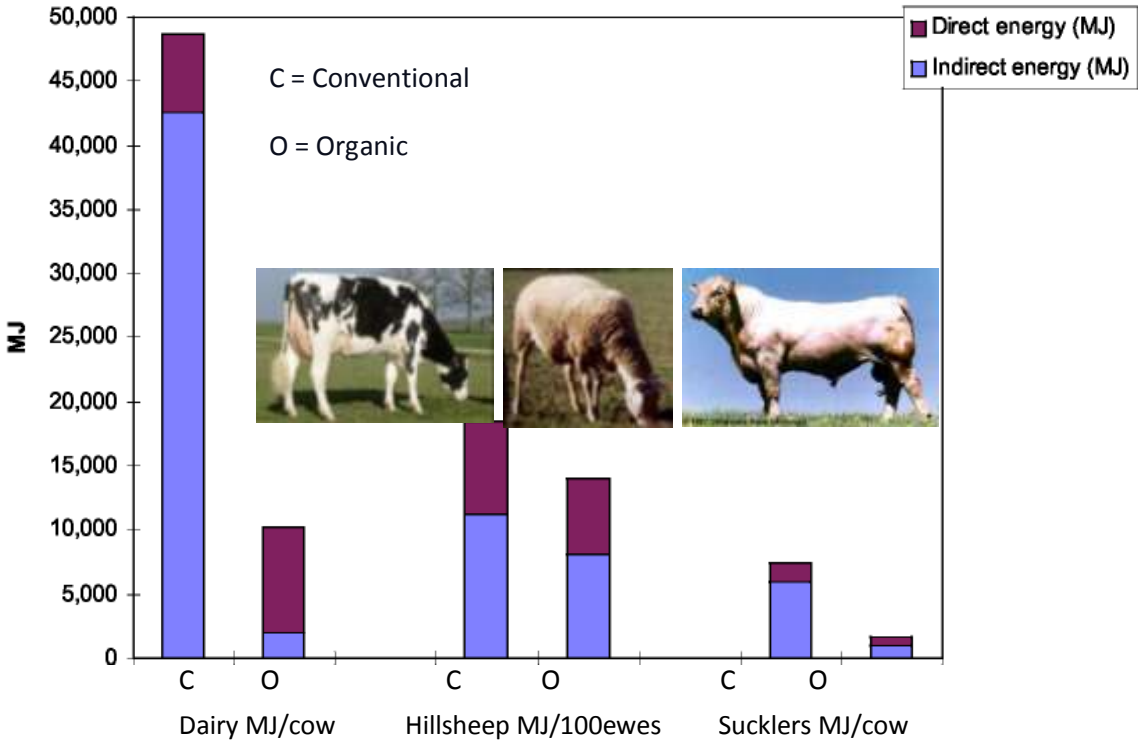 50,000
45,000
40,000
35,000
30,000
25,000
20,000
15,000
10,000
5,000
0
MJ
Direct energy (MJ)
Indirect energy (MJ)
C = Conventional
O = Organic
C O C O C O
Dairy MJ/cow Hillsheep MJ/100ewes Sucklers MJ/cow